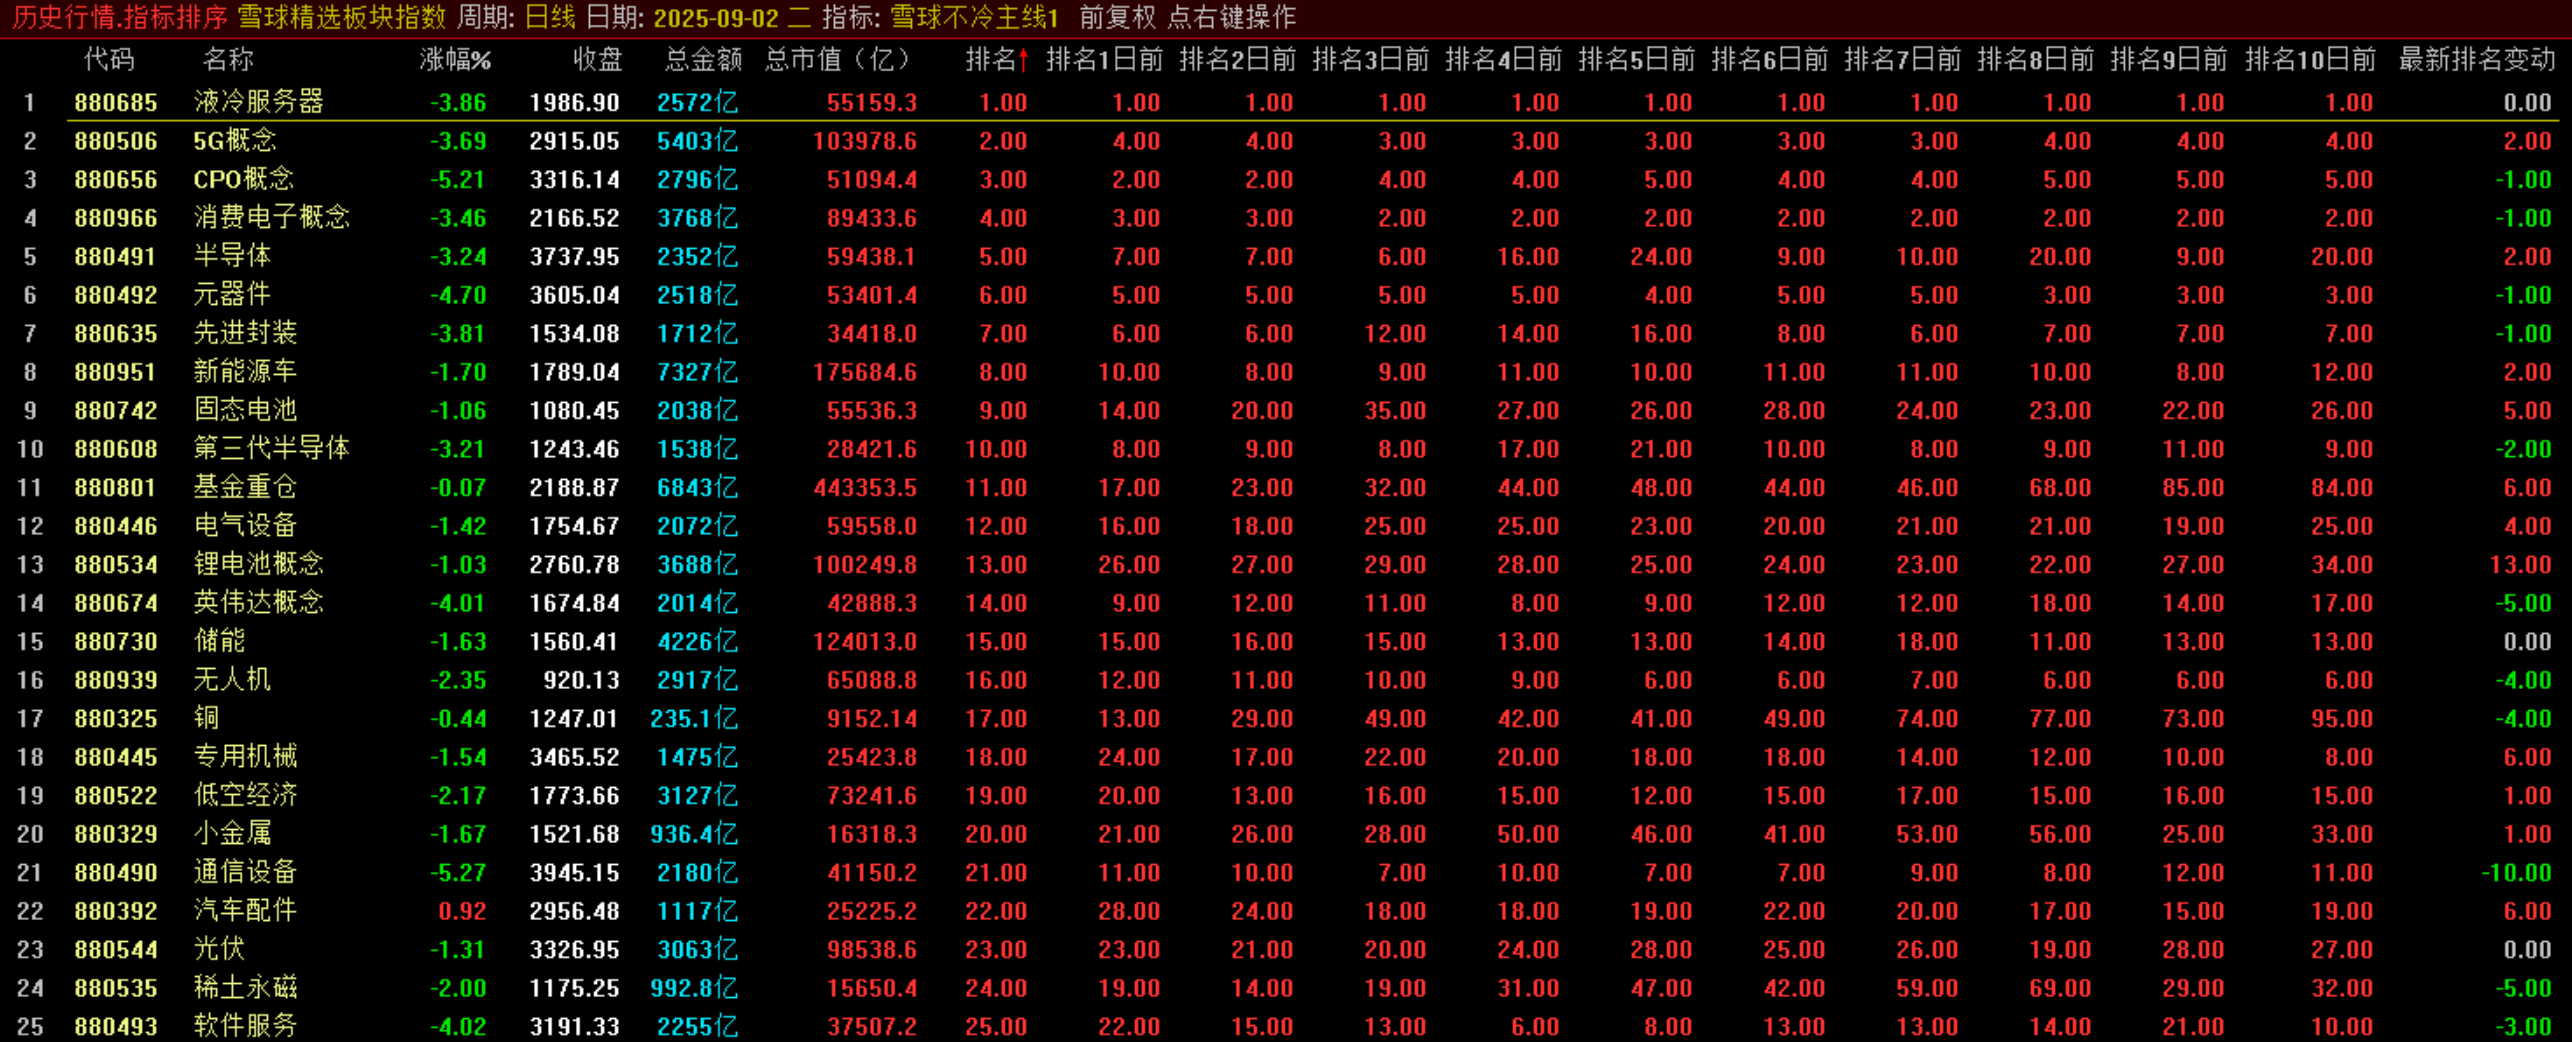 历史行情.指标排序 雪球精选板块指数 周期: 日线 日期: 2025-09-02 二 指标: 雪球不冷主线1 前复权 点右键操作
代码 名称 涨幅% 收盘 总金额 总市值（亿） 排名↑ 排名1日前 排名2日前 排名3日前 排名4日前 排名5日前 排名6日前 排名7日前 排名8日前 排名9日前 排名10日前 最新排名变动
1 880685 液冷服务器 -3.86 1986.90 2572亿 55159.3 1.00 1.00 1.00 1.00 1.00 1.00 1.00 1.00 1.00 1.00 1.00 0.00
2 880506 5G概念 -3.69 2915.05 5403亿 103978.6 2.00 4.00 4.00 3.00 3.00 3.00 3.00 3.00 4.00 4.00 4.00 2.00
3 880656 CPO概念 -5.21 3316.14 2796亿 51094.4 3.00 2.00 2.00 4.00 4.00 5.00 4.00 4.00 5.00 5.00 5.00 -1.00
4 880966 消费电子概念 -3.46 2166.52 3768亿 89433.6 4.00 3.00 3.00 2.00 2.00 2.00 2.00 2.00 2.00 2.00 2.00 -1.00
5 880491 半导体 -3.24 3737.95 2352亿 59438.1 5.00 7.00 7.00 6.00 16.00 24.00 9.00 10.00 20.00 9.00 20.00 2.00
6 880492 元器件 -4.70 3605.04 2518亿 53401.4 6.00 5.00 5.00 5.00 5.00 4.00 5.00 5.00 3.00 3.00 3.00 -1.00
7 880635 先进封装 -3.81 1534.08 1712亿 34418.0 7.00 6.00 6.00 12.00 14.00 16.00 8.00 6.00 7.00 7.00 7.00 -1.00
8 880951 新能源车 -1.70 1789.04 7327亿 175684.6 8.00 10.00 8.00 9.00 11.00 10.00 11.00 11.00 10.00 8.00 12.00 2.00
9 880742 固态电池 -1.06 1080.45 2038亿 55536.3 9.00 14.00 20.00 35.00 27.00 26.00 28.00 24.00 23.00 22.00 26.00 5.00
10 880608 第三代半导体 -3.21 1243.46 1538亿 28421.6 10.00 8.00 9.00 8.00 17.00 21.00 10.00 8.00 9.00 11.00 9.00 -2.00
11 880801 基金重仓 -0.07 2188.87 6843亿 443353.5 11.00 17.00 23.00 32.00 44.00 48.00 44.00 46.00 68.00 85.00 84.00 6.00
12 880446 电气设备 -1.42 1754.67 2072亿 59558.0 12.00 16.00 18.00 25.00 25.00 23.00 20.00 21.00 21.00 19.00 25.00 4.00
13 880534 锂电池概念 -1.03 2760.78 3688亿 100249.8 13.00 26.00 27.00 29.00 28.00 25.00 24.00 23.00 22.00 27.00 34.00 13.00
14 880674 英伟达概念 -4.01 1674.84 2014亿 42888.3 14.00 9.00 12.00 11.00 8.00 9.00 12.00 12.00 18.00 14.00 17.00 -5.00
15 880730 储能 -1.63 1560.41 4226亿 124013.0 15.00 15.00 16.00 15.00 13.00 13.00 14.00 18.00 11.00 13.00 13.00 0.00
16 880939 无人机 -2.35 920.13 2917亿 65088.8 16.00 12.00 11.00 10.00 9.00 6.00 6.00 7.00 6.00 6.00 6.00 -4.00
17 880325 铜 -0.44 1247.01 235.1亿 9152.14 17.00 13.00 29.00 49.00 42.00 41.00 49.00 74.00 77.00 73.00 95.00 -4.00
18 880445 专用机械 -1.54 3465.52 1475亿 25423.8 18.00 24.00 17.00 22.00 20.00 18.00 18.00 14.00 12.00 10.00 8.00 6.00
19 880522 低空经济 -2.17 1773.66 3127亿 73241.6 19.00 20.00 13.00 16.00 15.00 12.00 15.00 17.00 15.00 16.00 15.00 1.00
20 880329 小金属 -1.67 1521.68 936.4亿 16318.3 20.00 21.00 26.00 28.00 50.00 46.00 41.00 53.00 56.00 25.00 33.00 1.00
21 880490 通信设备 -5.27 3945.15 2180亿 41150.2 21.00 11.00 10.00 7.00 10.00 7.00 7.00 9.00 8.00 12.00 11.00 -10.00
22 880392 汽车配件 0.92 2956.48 1117亿 25225.2 22.00 28.00 24.00 18.00 18.00 19.00 22.00 20.00 17.00 15.00 19.00 6.00
23 880544 光伏 -1.31 3326.95 3063亿 98538.6 23.00 23.00 21.00 20.00 24.00 28.00 25.00 26.00 19.00 28.00 27.00 0.00
24 880535 稀土永磁 -2.00 1175.25 992.8亿 15650.4 24.00 19.00 14.00 19.00 31.00 47.00 42.00 59.00 69.00 29.00 32.00 -5.00
25 880493 软件服务 -4.02 3191.33 2255亿 37507.2 25.00 22.00 15.00 13.00 6.00 8.00 13.00 13.00 14.00 21.00 10.00 -3.00